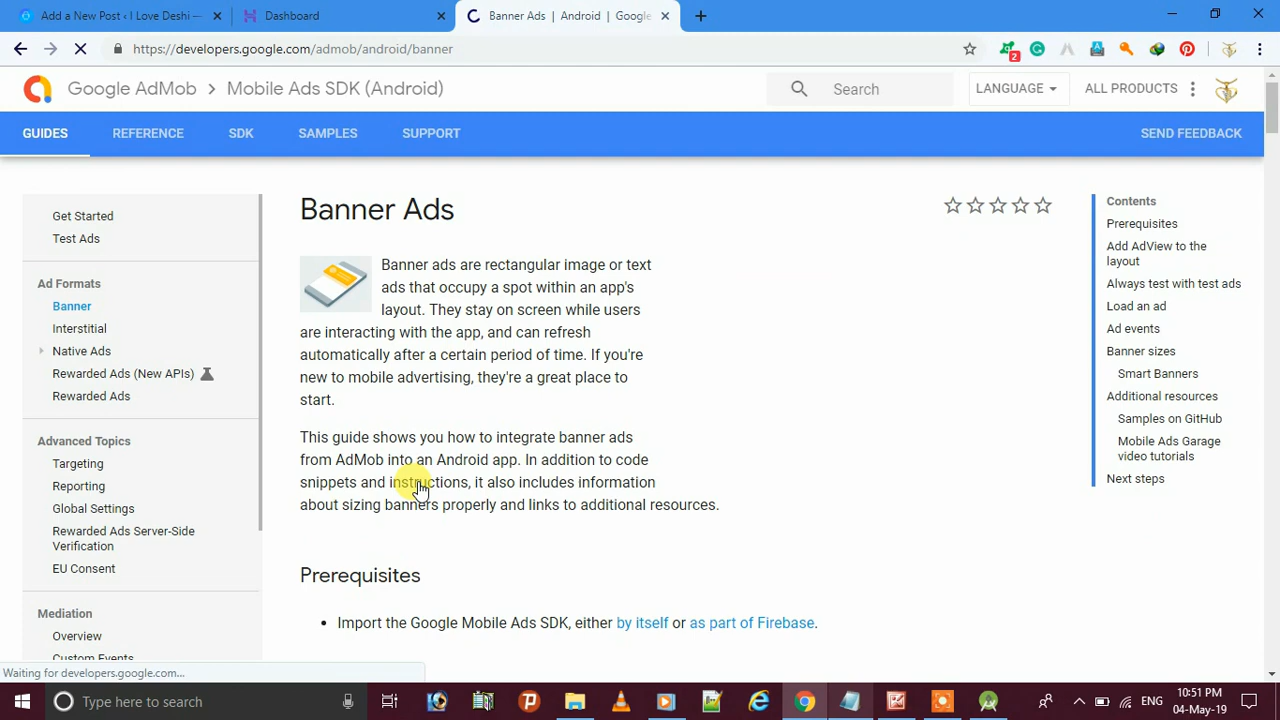 Add a New Post ‹ I Love Deshi —
Dashboard
Banner Ads | Android | Google
https://developers.google.com/admob/android/banner
2
Google AdMob > Mobile Ads SDK (Android)
Search
LANGUAGE
ALL PRODUCTS
GUIDES
REFERENCE
SDK
SAMPLES
SUPPORT
SEND FEEDBACK
Get Started
Test Ads
Ad Formats
Banner
Interstitial
Native Ads
Rewarded Ads (New APIs)
Rewarded Ads
Advanced Topics
Targeting
Reporting
Global Settings
Rewarded Ads Server-Side
Verification
EU Consent
Mediation
Overview
Custom Events
Banner Ads
Banner ads are rectangular image or text
ads that occupy a spot within an app's
layout. They stay on screen while users
are interacting with the app, and can refresh
automatically after a certain period of time. If you're
new to mobile advertising, they're a great place to
start.
This guide shows you how to integrate banner ads
from AdMob into an Android app. In addition to code
snippets and instructions, it also includes information
about sizing banners properly and links to additional resources.
Prerequisites
• Import the Google Mobile Ads SDK, either by itself or as part of Firebase.
Contents
Prerequisites
Add AdView to the
layout
Always test with test ads
Load an ad
Ad events
Banner sizes
Smart Banners
Additional resources
Samples on GitHub
Mobile Ads Garage
video tutorials
Next steps
Waiting for developers.google.com...
Type here to search
ENG
10:51 PM
04-May-19